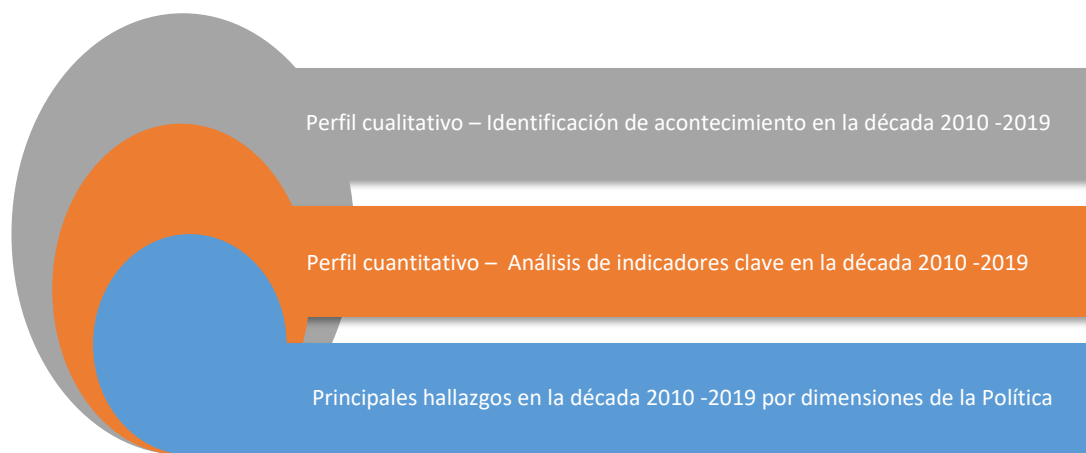 Perfil cualitativo – Identificación de acontecimiento en la década 2010 -2019
Perfil cuantitativo –  Análisis de indicadores clave en la década 2010 -2019
Principales hallazgos en la década 2010 -2019 por dimensiones de la Política